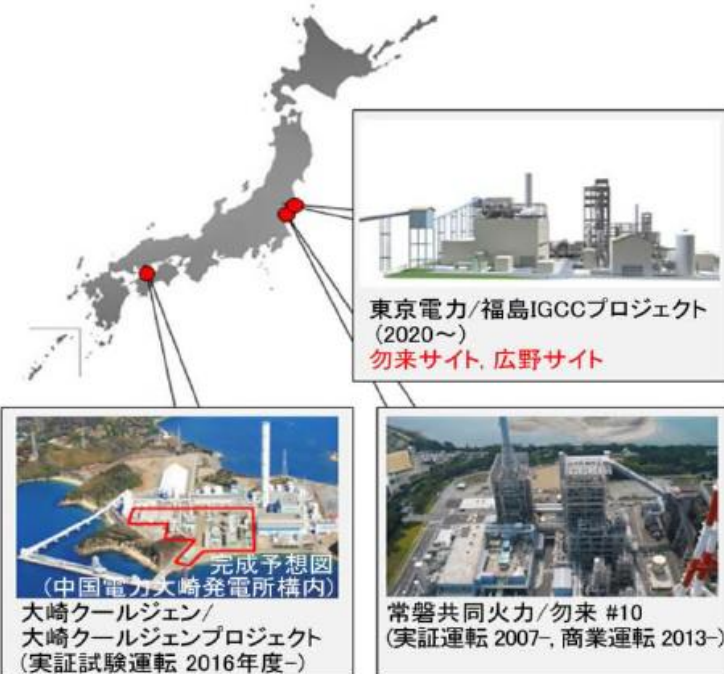 東京電力/福島IGCCプロジェクト
(2020～)
勿来サイト, 広野サイト
完成予想図
(中国電力大崎発電所構内)
大崎クールジェン/
大崎クールジェンプロジェクト
(実証試験運転 2016年度-)
常磐共同火力/勿来 #10
(実証運転 2007-, 商業運転 2013-)